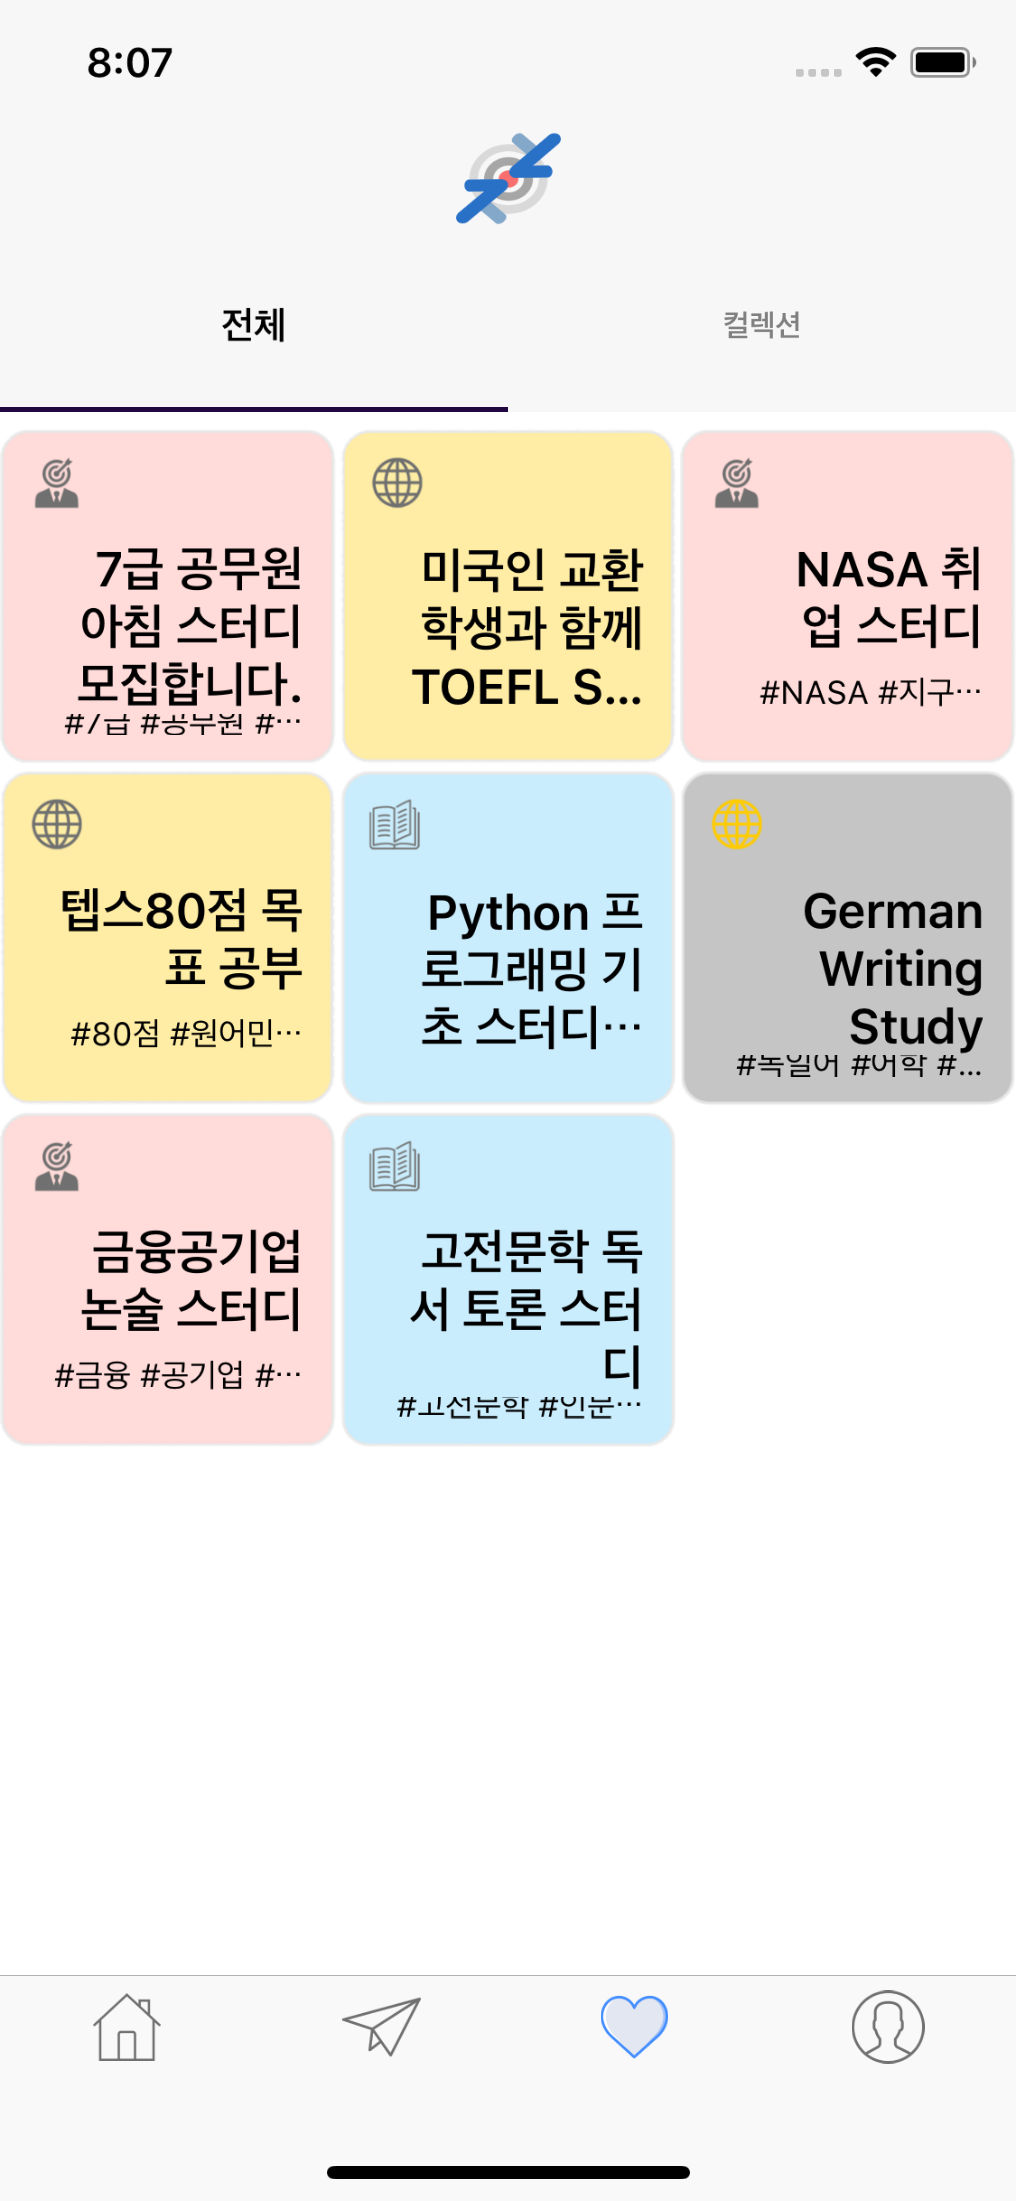 8:07
전체
컬렉션
7급 공무원
아침 스터디
모집합니다.
#7급 #공무원 #…
미국인 교환
학생과 함께
TOEFL S...
NASA 취
업 스터디
#NASA #지구…
텝스80점 목
표 공부
#80점 #원어민…
Python 프
로그래밍 기
초 스터디…
German
Writing
Study
#독일어 #어학 #...
금융공기업
논술 스터디
#금융 #공기업 #…
고전문학 독
서 토론 스터
디
#고전문학 #인문…